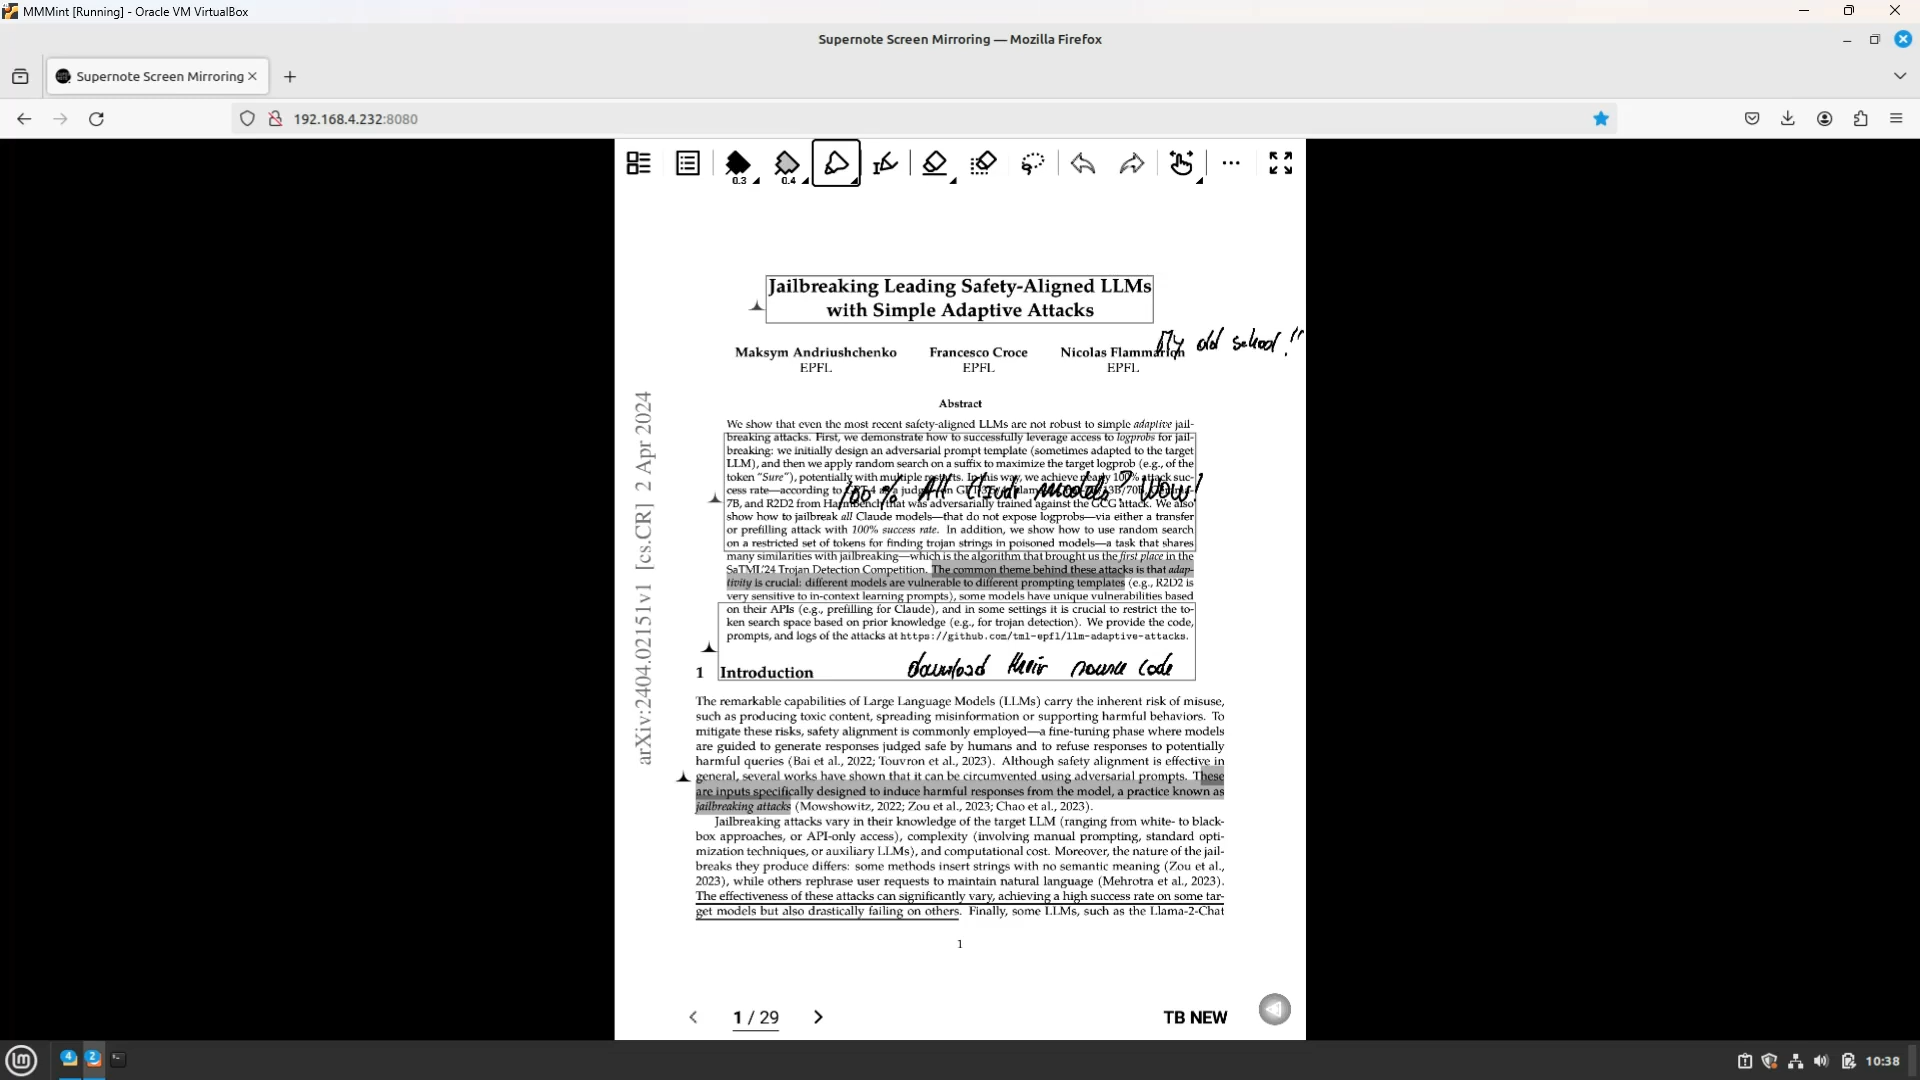 MMMint [Running] - Oracle VM VirtualBox
Supernote Screen Mirroring — Mozilla Firefox
Supernote Screen Mirroring
192.168.4.232:8080
0.3
0.4
Jailbreaking Leading Safety-Aligned LLMs
with Simple Adaptive Attacks
My old school!!
Maksym Andriushchenko Francesco Croce Nicolas Flammarion
EPFL EPFL EPFL
arXiv:2404.02151v1 [cs.CR] 2 Apr 2024
Abstract
We show that even the most recent safety-aligned LLMs are not robust to simple adaptive jail-
breaking attacks. First, we demonstrate how to successfully leverage access to logprobs for jail-
breaking: we initially design an adversarial prompt template (sometimes adapted to the target
LLM), and then we apply random search on a suffix to maximize the target logprob (e.g., of the
token “Sure”), potentially with multiple restarts. In this way, we achieve nearly 100% attack suc-
100% All Claude models? Wow!
cess rate—according to GPT-4 as a judge—on
7B, and R2D2 from HarmBench that was adversarially trained against the GCG attack. We also
show how to jailbreak all Claude models—that do not expose logprobs—via either a transfer
or prefilling attack with 100% success rate. In addition, we show how to use random search
on a restricted set of tokens for finding trojan strings in poisoned models—a task that shares
many similarities with jailbreaking—which is the algorithm that brought us the first place in the
SaTML’24 Trojan Detection Competition. The common theme behind these attacks is that adap-
tivity is crucial: different models are vulnerable to different prompting templates (e.g., R2D2 is
very sensitive to in-context learning prompts), some models have unique vulnerabilities based
on their APIs (e.g., prefilling for Claude), and in some settings it is crucial to restrict the to-
ken search space based on prior knowledge (e.g., for trojan detection). We provide the code,
prompts, and logs of the attacks at https://github.com/tml-epfl/llm-adaptive-attacks.
1 Introduction
download their source code
The remarkable capabilities of Large Language Models (LLMs) carry the inherent risk of misuse,
such as producing toxic content, spreading misinformation or supporting harmful behaviors. To
mitigate these risks, safety alignment is commonly employed—a fine-tuning phase where models
are guided to generate responses judged safe by humans and to refuse responses to potentially
harmful queries (Bai et al., 2022; Touvron et al., 2023). Although safety alignment is effective in
general, several works have shown that it can be circumvented using adversarial prompts. These
are inputs specifically designed to induce harmful responses from the model, a practice known as
jailbreaking attacks (Mowshowitz, 2022; Zou et al., 2023; Chao et al., 2023).
Jailbreaking attacks vary in their knowledge of the target LLM (ranging from white- to black-
box approaches, or API-only access), complexity (involving manual prompting, standard opti-
mization techniques, or auxiliary LLMs), and computational cost. Moreover, the nature of the jail-
breaks they produce differs: some methods insert strings with no semantic meaning (Zou et al.,
2023), while others rephrase user requests to maintain natural language (Mehrotra et al., 2023).
The effectiveness of these attacks can significantly vary, achieving a high success rate on some tar-
get models but also drastically failing on others. Finally, some LLMs, such as the Llama-2-Chat
1
1 / 29
TB NEW
4
2
10:38